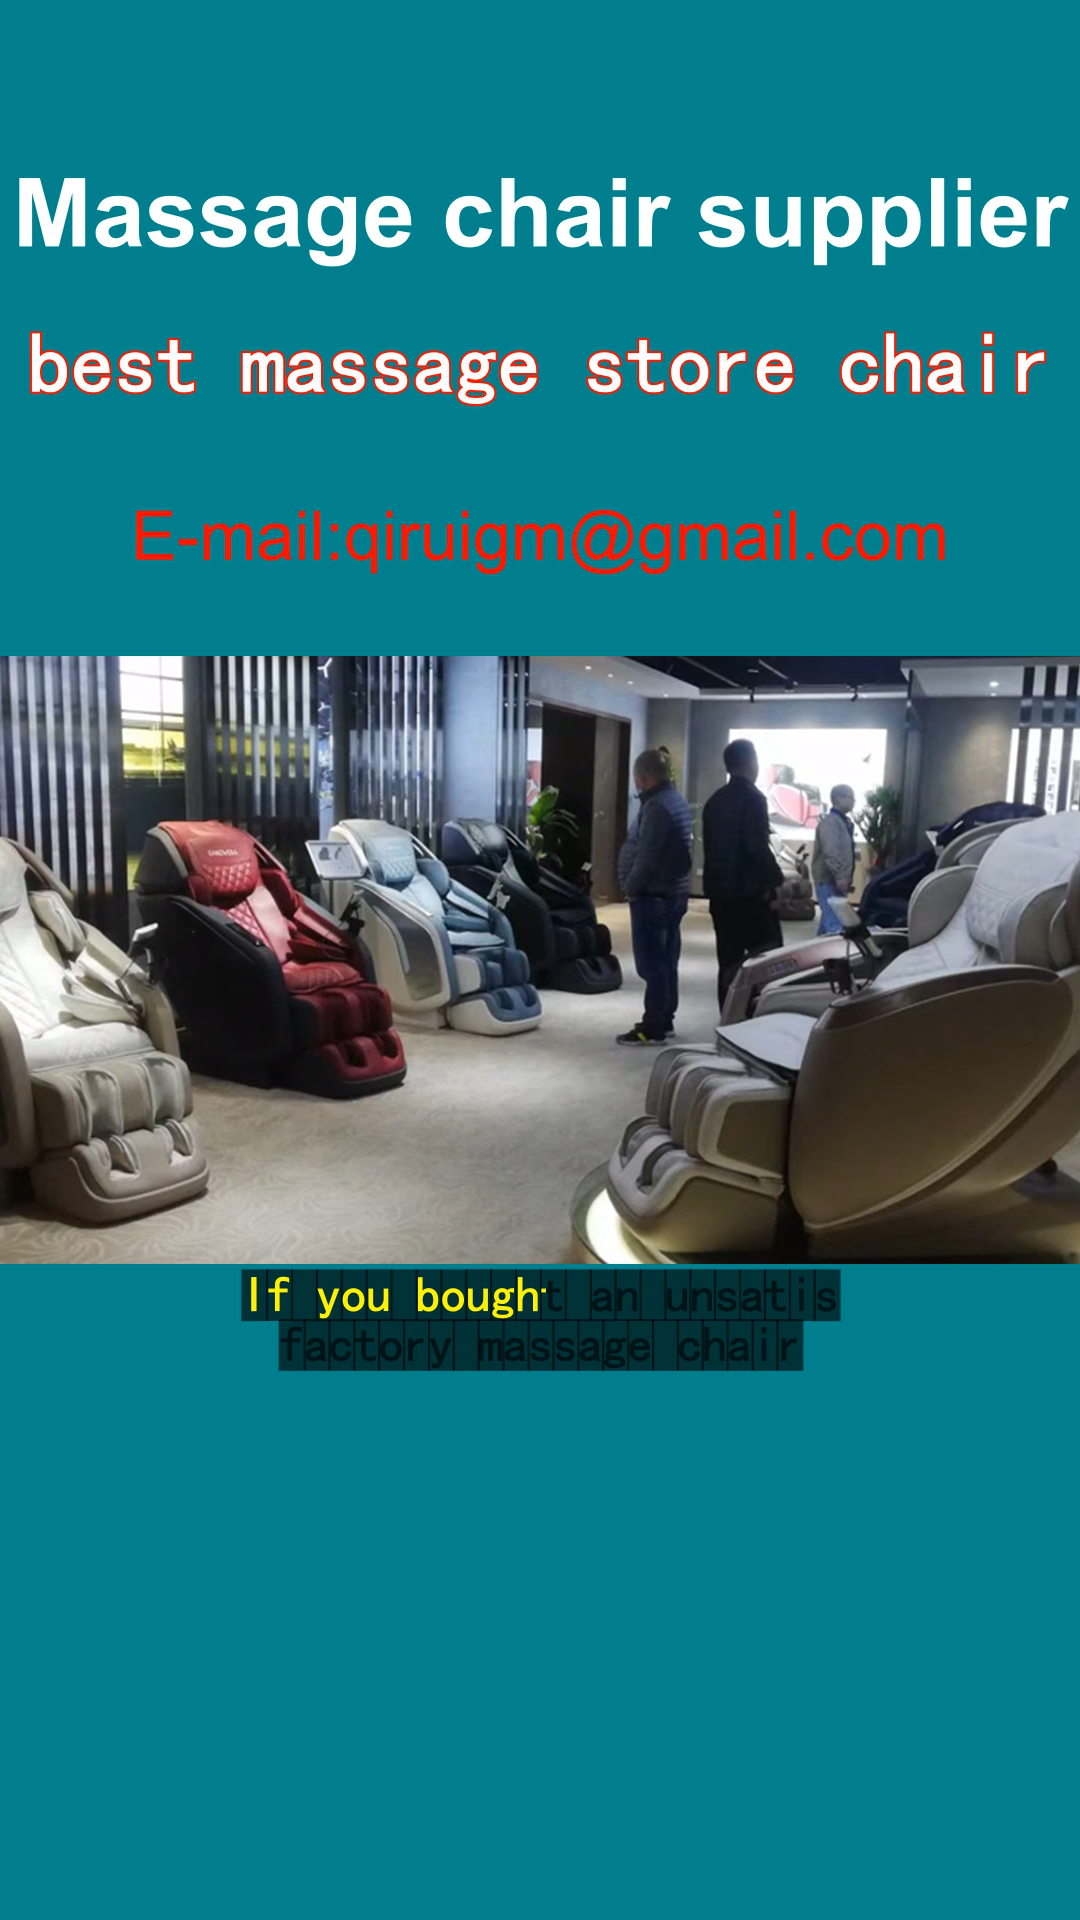 Massage chair supplier
best massage store chair
E-mail:qiruigm@gmail.com
If you bought an unsatis
factory massage chair